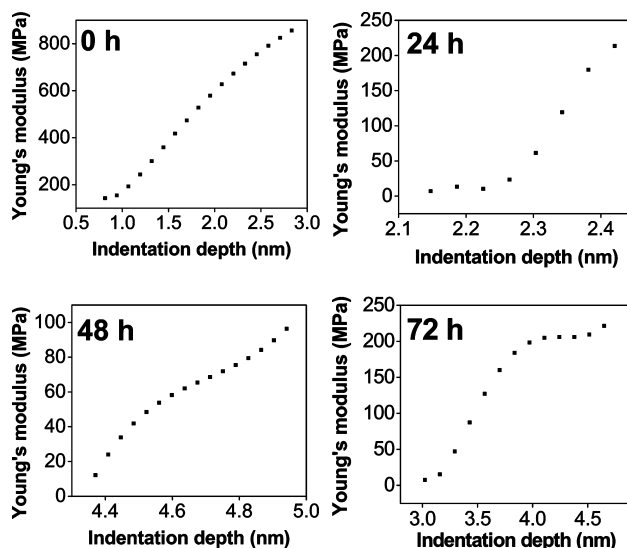 0 h
Young's modulus (MPa)
800
600
400
200
0.5 1.0 1.5 2.0 2.5 3.0
Indentation depth (nm)
24 h
Young's modulus (MPa)
250
200
150
100
50
0
2.1 2.2 2.3 2.4
Indentation depth (nm)
48 h
Young's modulus (MPa)
100
80
60
40
20
0
4.4 4.6 4.8 5.0
Indentation depth (nm)
72 h
Young's modulus (MPa)
250
200
150
100
50
0
3.0 3.5 4.0 4.5
Indentation depth (nm)